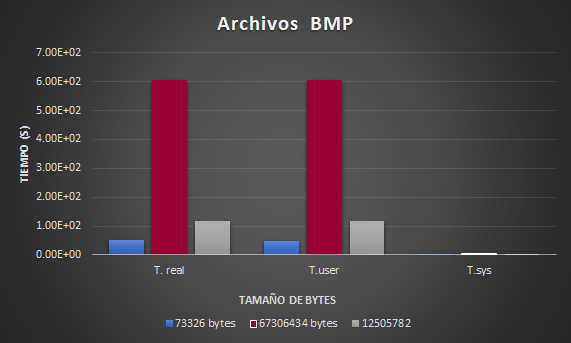 Archivos BMP
7.00E+02
6.00E+02
5.00E+02
4.00E+02
3.00E+02
2.00E+02
1.00E+02
0.00E+00
TIEMPO (S)
T. real T.user T.sys
TAMAÑO DE BYTES
73326 bytes 67306434 bytes 12505782